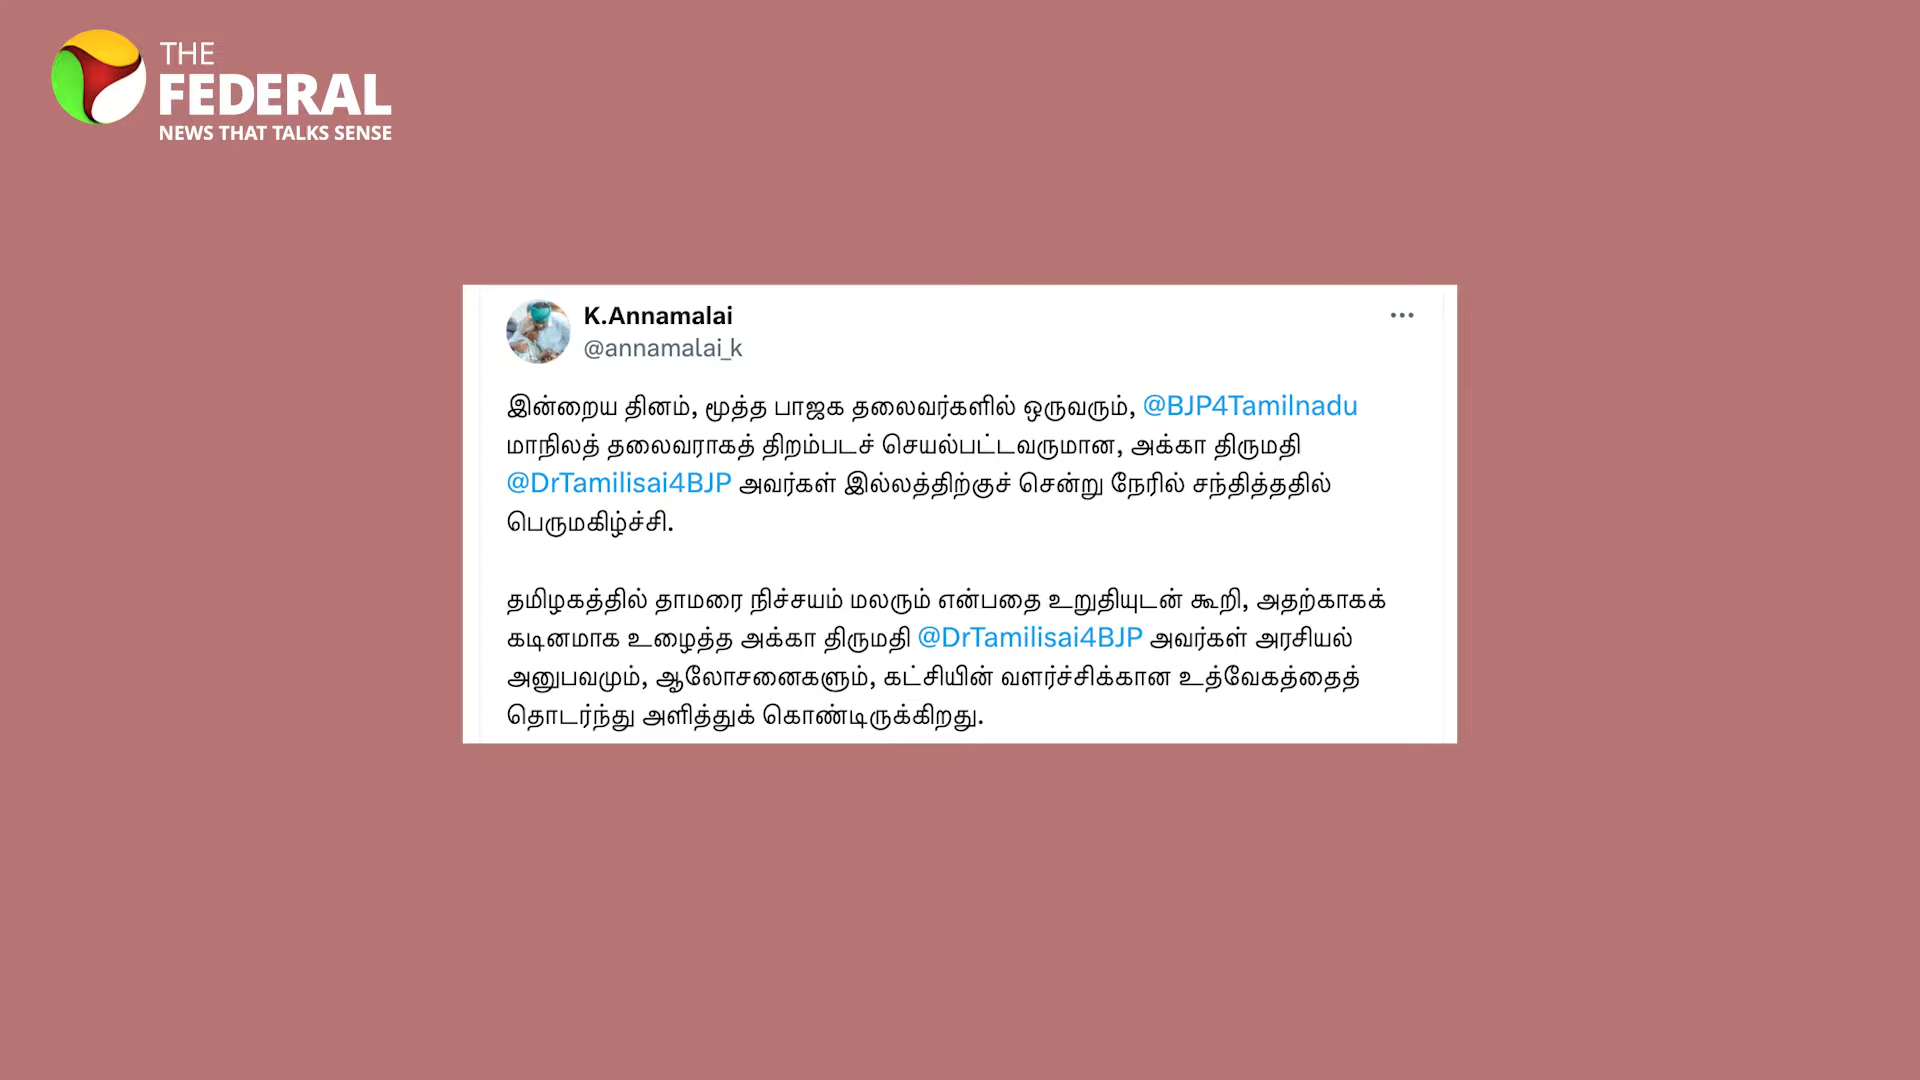 THE
FEDERAL
NEWS THAT TALKS SENSE
K.Annamalai
@annamalai_k
இன்றைய தினம், மூத்த பாஜக தலைவர்களில் ஒருவரும், @BJP4Tamilnadu
மாநிலத் தலைவராகத் திறம்படச் செயல்பட்டவருமான, அக்கா திருமதி
@DrTamilisai4BJP அவர்கள் இல்லத்திற்குச் சென்று நேரில் சந்தித்ததில்
பெருமகிழ்ச்சி.
தமிழகத்தில் தாமரை நிச்சயம் மலரும் என்பதை உறுதியுடன் கூறி, அதற்காகக்
கடினமாக உழைத்த அக்கா திருமதி @DrTamilisai4BJP அவர்கள் அரசியல்
அனுபவமும், ஆலோசனைகளும், கட்சியின் வளர்ச்சிக்கான உத்வேகத்தைத்
தொடர்ந்து அளித்துக் கொண்டிருக்கிறது.